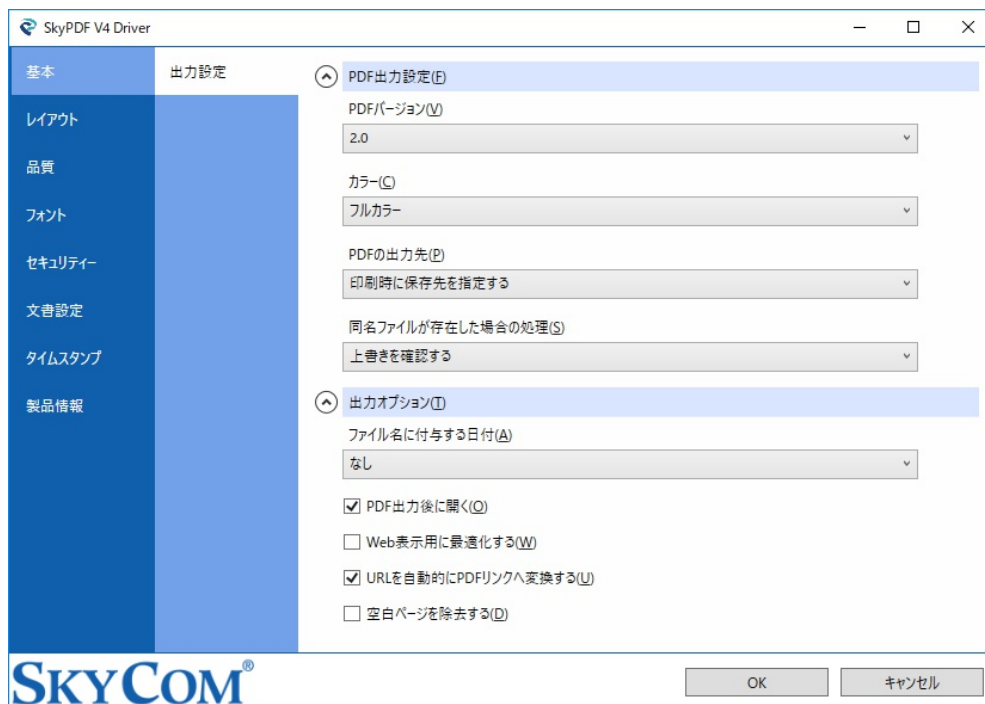 SkyPDF V4 Driver
基本
レイアウト
品質
フォント
セキュリティー
文書設定
タイムスタンプ
製品情報
出力設定
PDF出力設定(F)
PDFバージョン(V)
2.0
カラー(C)
フルカラー
PDFの出力先(P)
印刷時に保存先を指定する
同名ファイルが存在した場合の処理(S)
上書きを確認する
出力オプション(T)
ファイル名に付与する日付(A)
なし
PDF出力後に開く(O)
Web表示用に最適化する(W)
URLを自動的にPDFリンクへ変換する(U)
空白ページを除去する(D)
SKYCOM®
OK
キャンセル